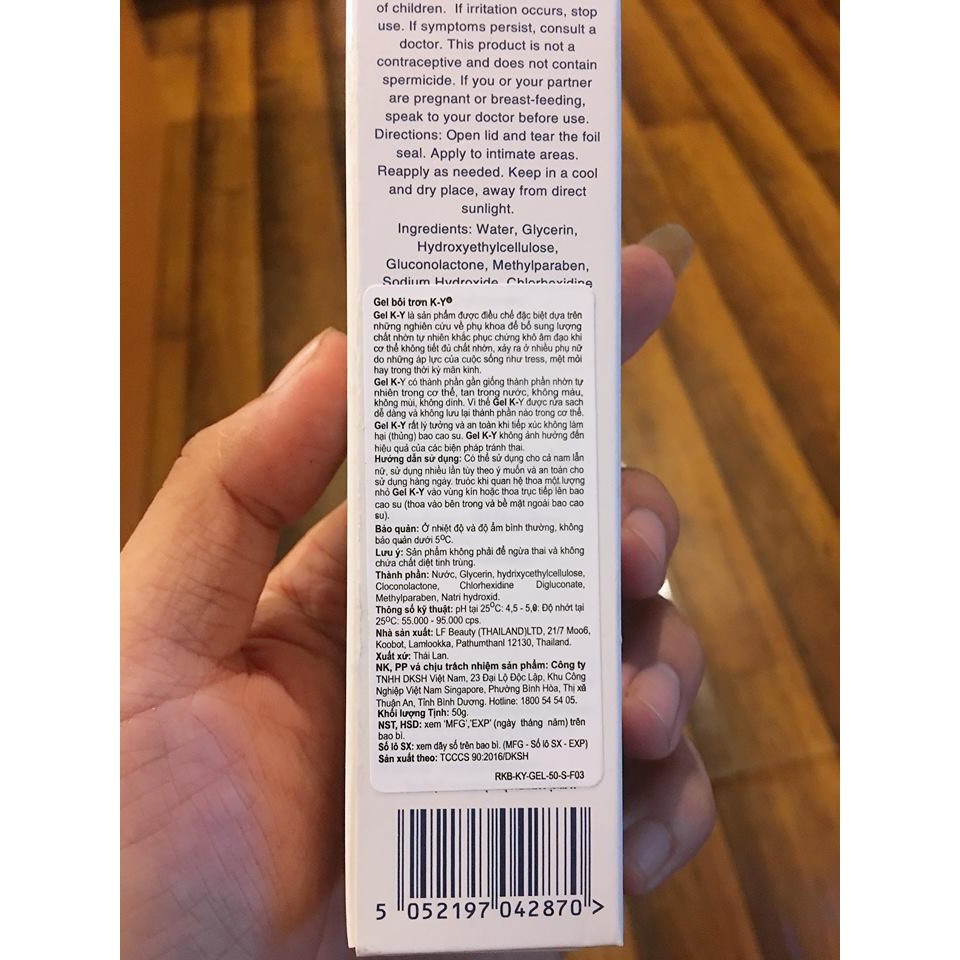 of children. If irritation occurs, stop
use. If symptoms persist, consult a
doctor. This product is not a
contraceptive and does not contain
spermicide. If you or your partner
are pregnant or breast-feeding,
speak to your doctor before use.
Directions: Open lid and tear the foil
seal. Apply to intimate areas.
Reapply as needed. Keep in a cool
and dry place, away from direct
sunlight.
Ingredients: Water, Glycerin,
Hydroxyethylcellulose,
Gluconolactone, Methylparaben,
Sodium Hydroxide, Chlorhexidine
Gel bôi trơn K-Y®
Gel K-Y là sản phẩm được điều chế đặc biệt dựa trên
những nghiên cứu về phụ khoa để bổ sung lượng
chất nhờn tự nhiên khắc phục chứng khô âm đạo khi
cơ thể không tiết đủ chất nhờn, xảy ra ở nhiều phụ nữ
do những áp lực của cuộc sống như tress, mệt mỏi
hay trong thời kỳ mãn kinh.
Gel K-Y có thành phần gần giống thành phần nhờn tự
nhiên trong cơ thể, tan trong nước, không màu,
không mùi, không dính. Vì thế Gel K-Y được rửa sạch
dễ dàng và không lưu lại thành phần nào trong cơ thể.
Gel K-Y rất lý tưởng và an toàn khi tiếp xúc không làm
hại (thủng) bao cao su. Gel K-Y không ảnh hưởng đến
hiệu quả của các biện pháp tránh thai.
Hướng dẫn sử dụng: Có thể sử dụng cho cả nam lẫn
nữ, sử dụng nhiều lần tùy theo ý muốn và an toàn cho
sử dụng hàng ngày. trước khi quan hệ thoa một lượng
nhỏ Gel K-Y vào vùng kín hoặc thoa trực tiếp lên bao
cao su (thoa vào bên trong và bề mặt ngoài bao cao
su).
Bảo quản: Ở nhiệt độ và độ ẩm bình thường, không
bảo quản dưới 5⁰C.
Lưu ý: Sản phẩm không phải để ngừa thai và không
chứa chất diệt tinh trùng.
Thành phần: Nước, Glycerin, hydrixycethylcellulose,
Cloconolactone, Chlorhexidine Digluconate,
Methylparaben, Natri hydroxid.
Thông số kỹ thuật: pH tại 25⁰C: 4,5 - 5,0: Độ nhớt tại
25⁰C: 55.000 - 95.000 cps.
Nhà sản xuất: LF Beauty (THAILAND)LTD, 21/7 Moo6,
Koobot, Lamlookka, Pathumthanl 12130, Thailand.
Xuất xứ: Thái Lan.
NK, PP vá chịu trách nhiệm sản phẩm: Công ty
TNHH DKSH Việt Nam, 23 Đại Lộ Độc Lập, Khu Công
Nghiệp Việt Nam Singapore, Phường Bình Hòa, Thị xã
Thuận An, Tỉnh Bình Dương. Hotline: 1800 54 54 05.
Khối lượng Tịnh: 50g.
NST, HSD: xem 'MFG','EXP' (ngày tháng năm) trên
bao bì.
Số lô SX: xem dãy số trên bao bì. (MFG - Số lô SX - EXP)
Sản xuất theo: TCCCS 90:2016/DKSH
RKB-KY-GEL-50-S-F03
5 052197 042870 >